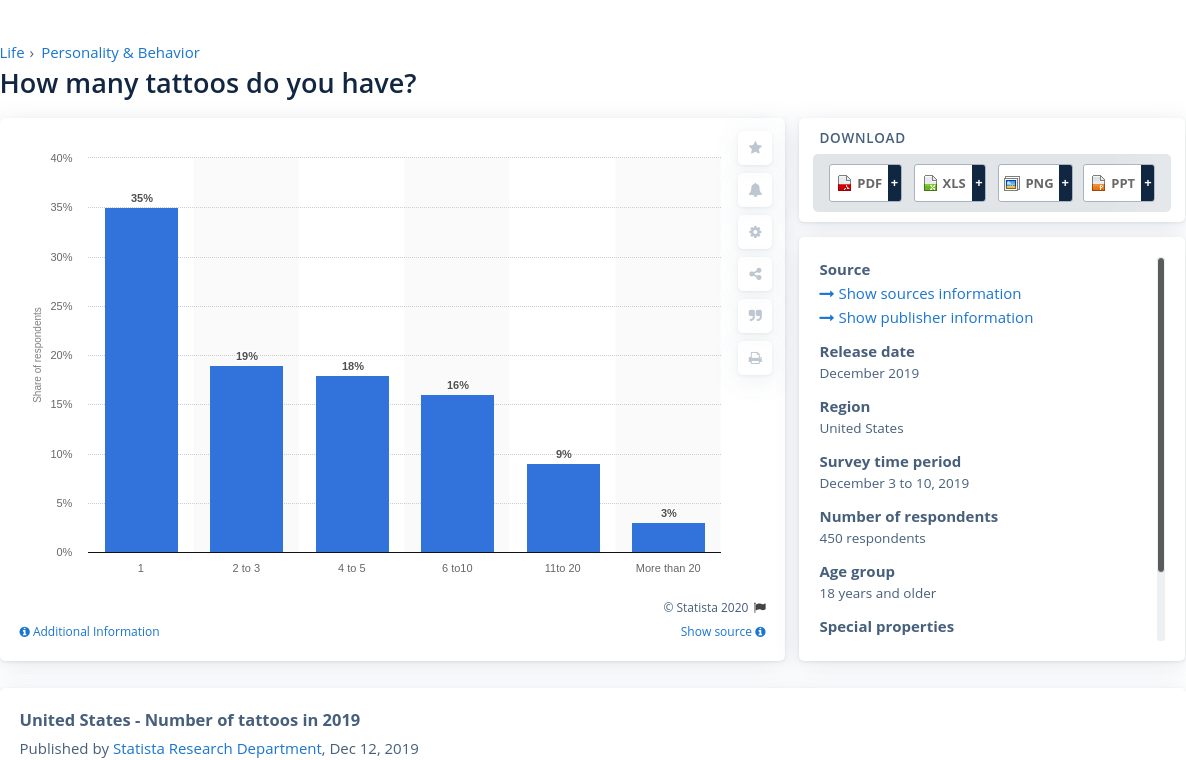 Life › Personality & Behavior
How many tattoos do you have?
40%
35%
30%
25%
20%
15%
10%
5%
0%
Share of respondents
35%
19%
18%
16%
9%
3%
1
2 to 3
4 to 5
6 to10
11to 20
More than 20
© Statista 2020
Additional Information
Show source
DOWNLOAD
PDF +
XLS +
PNG +
PPT +
Source
Show sources information
Show publisher information
Release date
December 2019
Region
United States
Survey time period
December 3 to 10, 2019
Number of respondents
450 respondents
Age group
18 years and older
Special properties
United States - Number of tattoos in 2019
Published by Statista Research Department, Dec 12, 2019